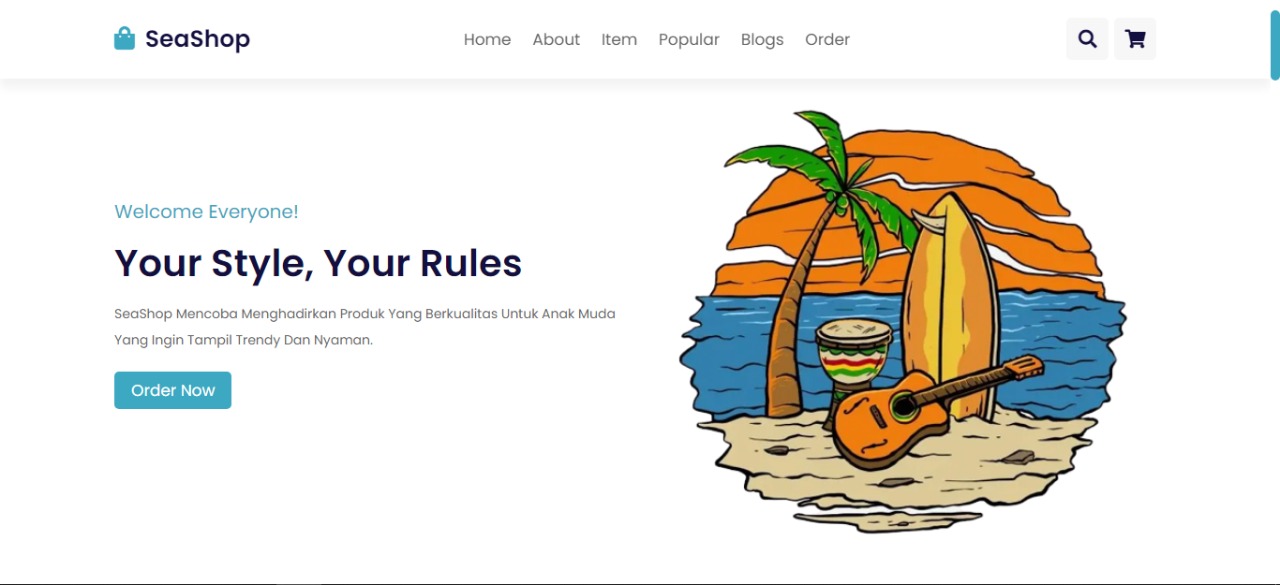 SeaShop
Home About Item Popular Blogs Order
Welcome Everyone!
Your Style, Your Rules
SeaShop Mencoba Menghadirkan Produk Yang Berkualitas Untuk Anak Muda
Yang Ingin Tampil Trendy Dan Nyaman.
Order Now